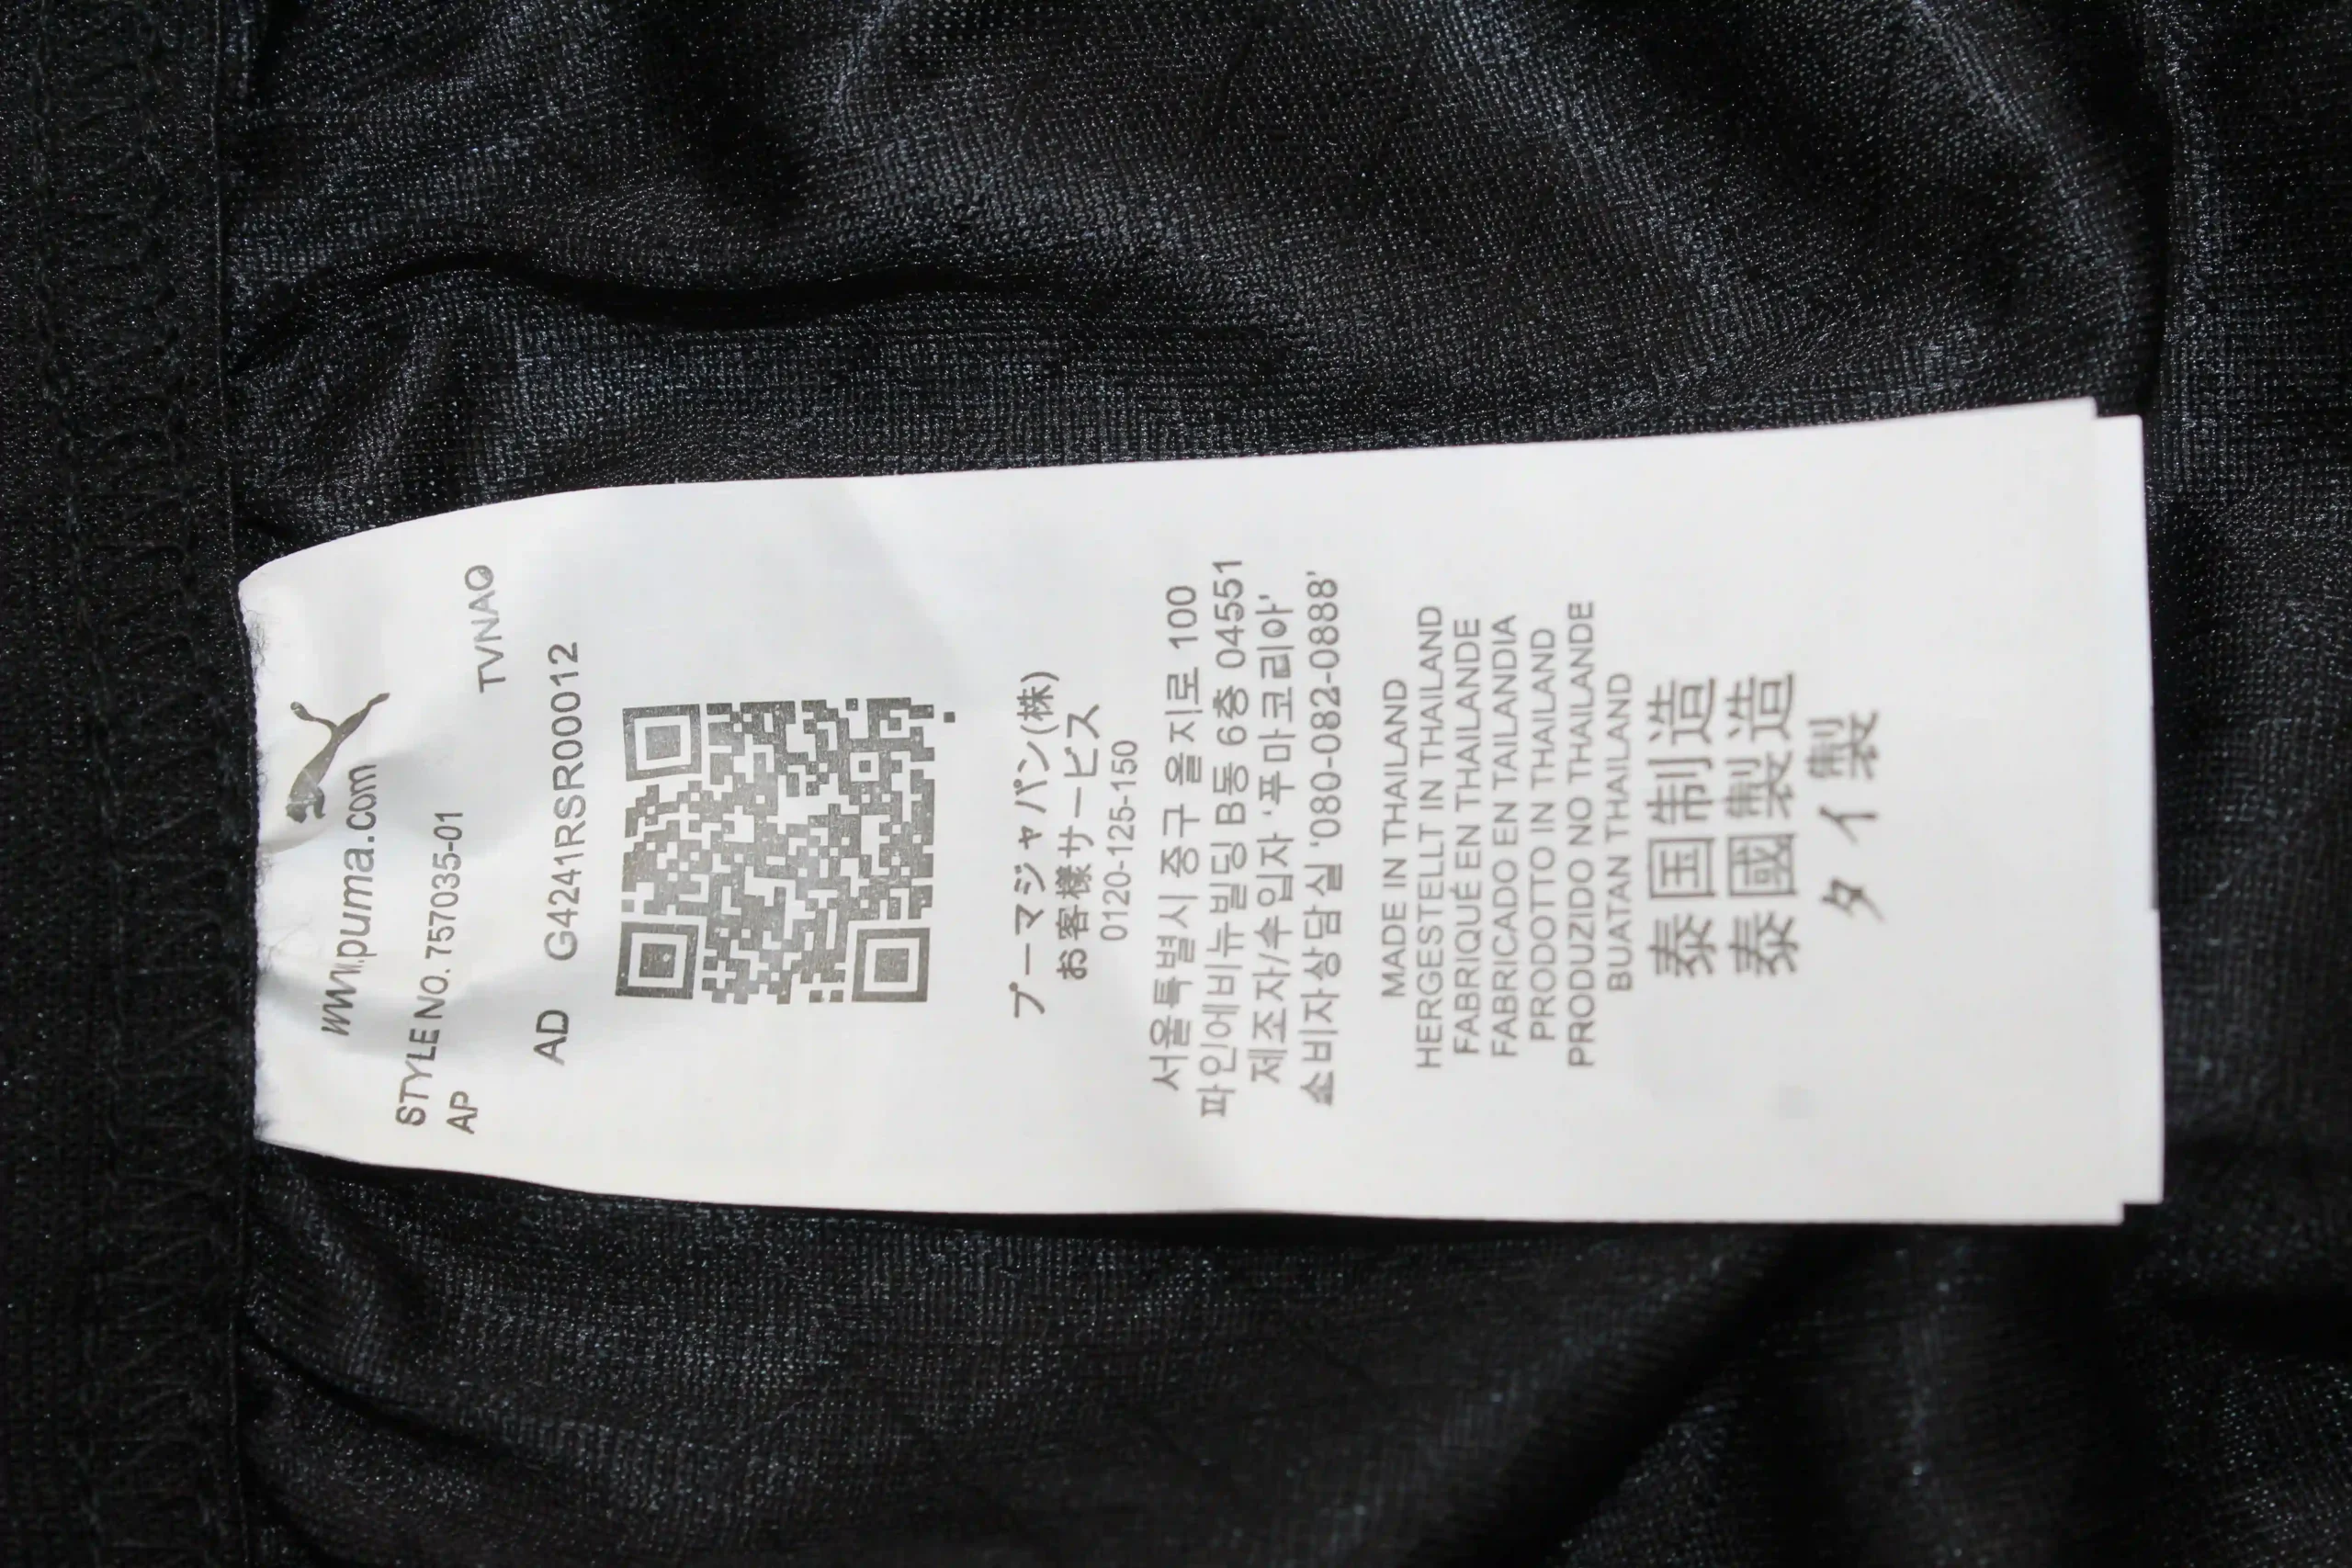 www.puma.com
STYLE NO. 757035-01
AP TVNAQ
AD G4241RSR00012
プーマジャパン(株)
お客様サービス
0120-125-150
서울특별시 중구 을지로 100
파인에비뉴빌딩 B동 6층 04551
제조자/수입자 '푸마코리아'
소비자상담실 '080-082-0888'
MADE IN THAILAND
HERGESTELLT IN THAILAND
FABRIQUÉ EN THAILANDE
FABRICADO EN TAILANDIA
PRODOTTO IN THAILAND
PRODUZIDO NO THAILANDE
BUATAN THAILAND
泰国制造
泰國製造
タイ製